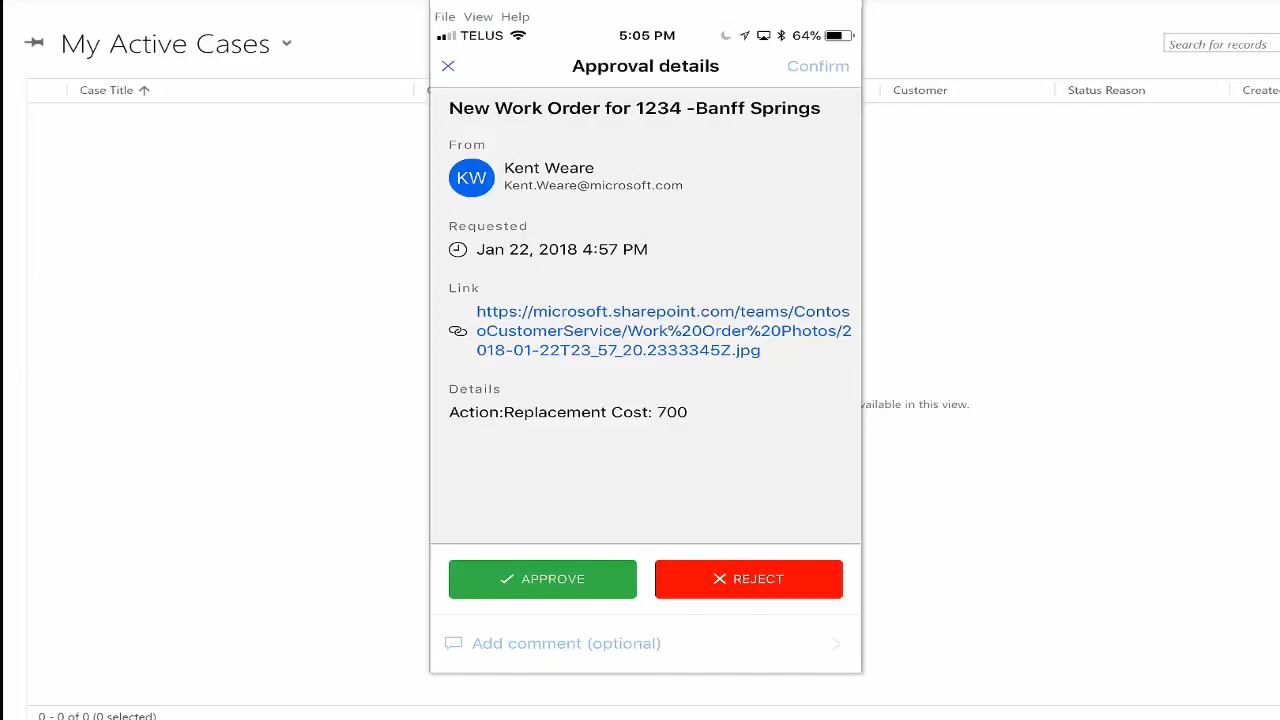 File View Help
TELUS 5:05 PM 64%
My Active Cases
Search for records
Approval details Confirm
Case Title Customer Status Reason Create
New Work Order for 1234 -Banff Springs
From
KW Kent Weare
Kent.Weare@microsoft.com
Requested
Jan 22, 2018 4:57 PM
Link
https://microsoft.sharepoint.com/teams/Contos
oCustomerService/Work%20Order%20Photos/2
018-01-22T23_57_20.2333345Z.jpg
Details
Action:Replacement Cost: 700
vailable in this view.
APPROVE REJECT
Add comment (optional)
0 - 0 of 0 (0 selected)